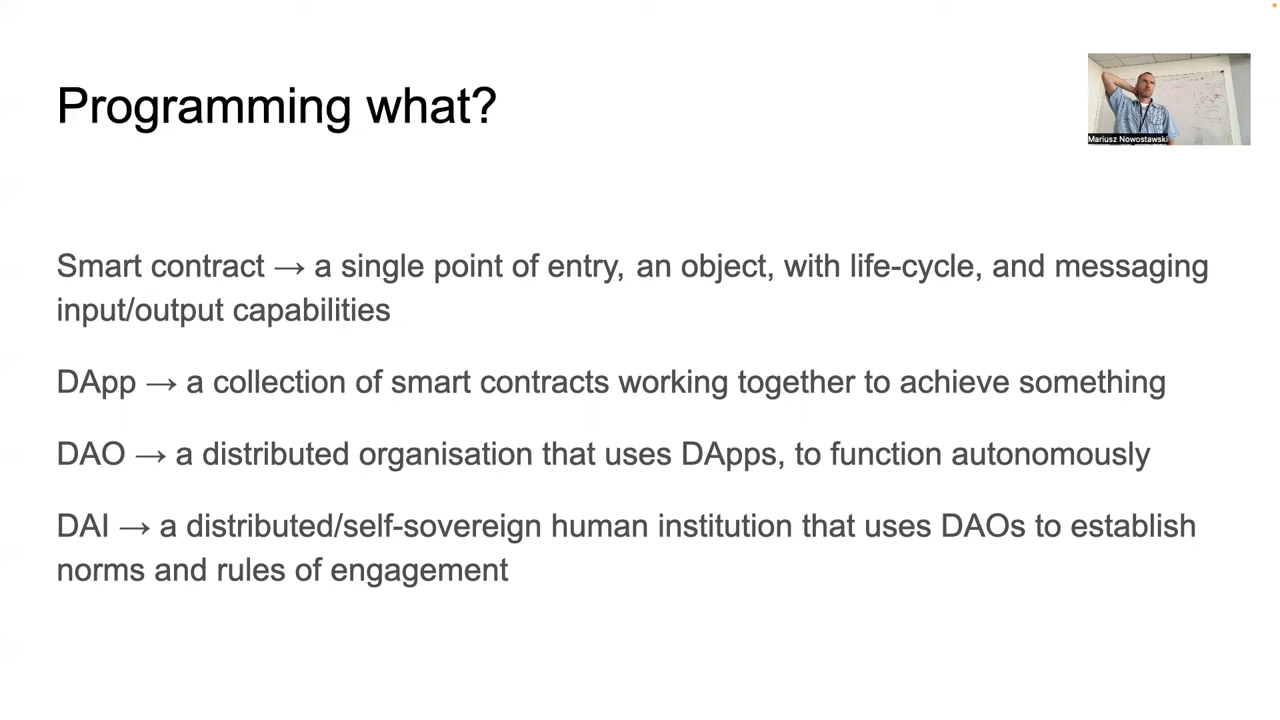 Programming what?
Mariusz Nowostawski
Smart contract → a single point of entry, an object, with life-cycle, and messaging
input/output capabilities
DApp → a collection of smart contracts working together to achieve something
DAO → a distributed organisation that uses DApps, to function autonomously
DAI → a distributed/self-sovereign human institution that uses DAOs to establish
norms and rules of engagement